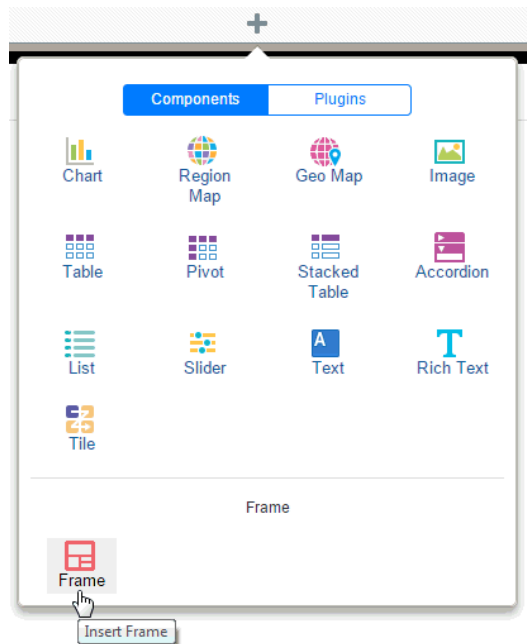 Components Plugins
Chart Region Map Geo Map Image
Table Pivot Stacked Table Accordion
List Slider A Text T Rich Text
Tile
Frame
Frame
Insert Frame